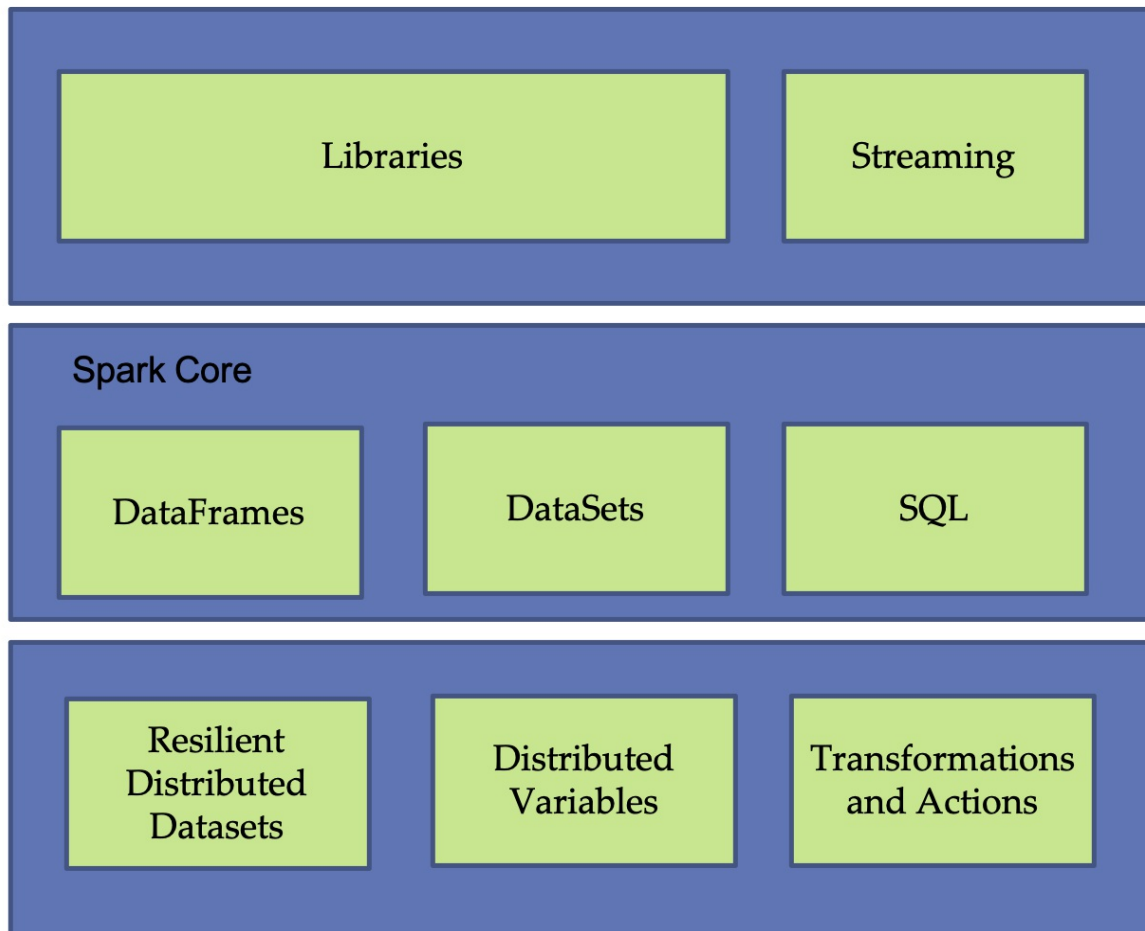 Libraries
Streaming
Spark Core
DataFrames
DataSets
SQL
Resilient
Distributed
Datasets
Distributed
Variables
Transformations
and Actions